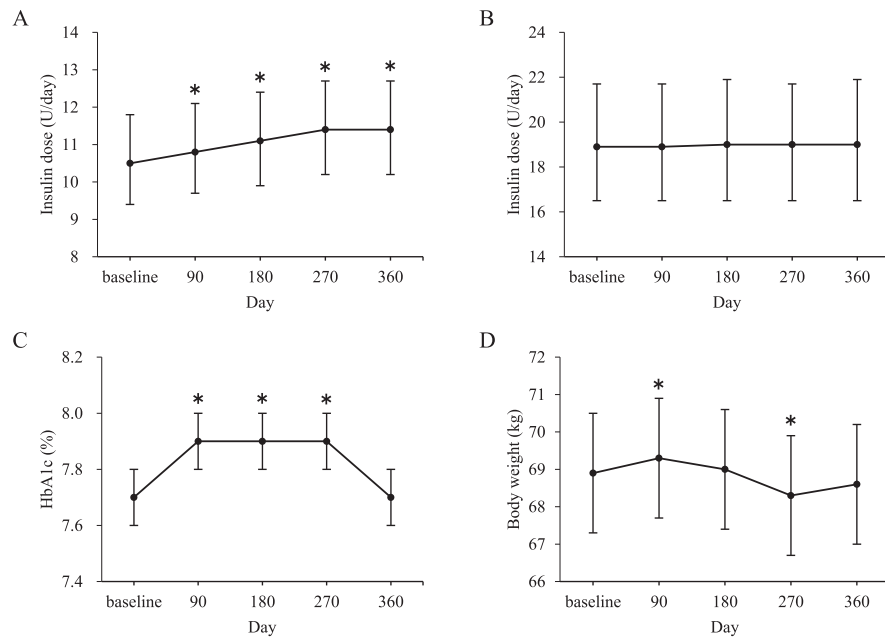 A
Insulin dose (U/day)
14
13
12
11
10
9
8
* * * *
baseline 90 180 270 360
Day
B
Insulin dose (U/day)
24
22
20
18
16
14
baseline 90 180 270 360
Day
C
HbA1c (%)
8.2
8.0
7.8
7.6
7.4
* * *
baseline 90 180 270 360
Day
D
Body weight (kg)
72
71
70
69
68
67
66
* *
baseline 90 180 270 360
Day